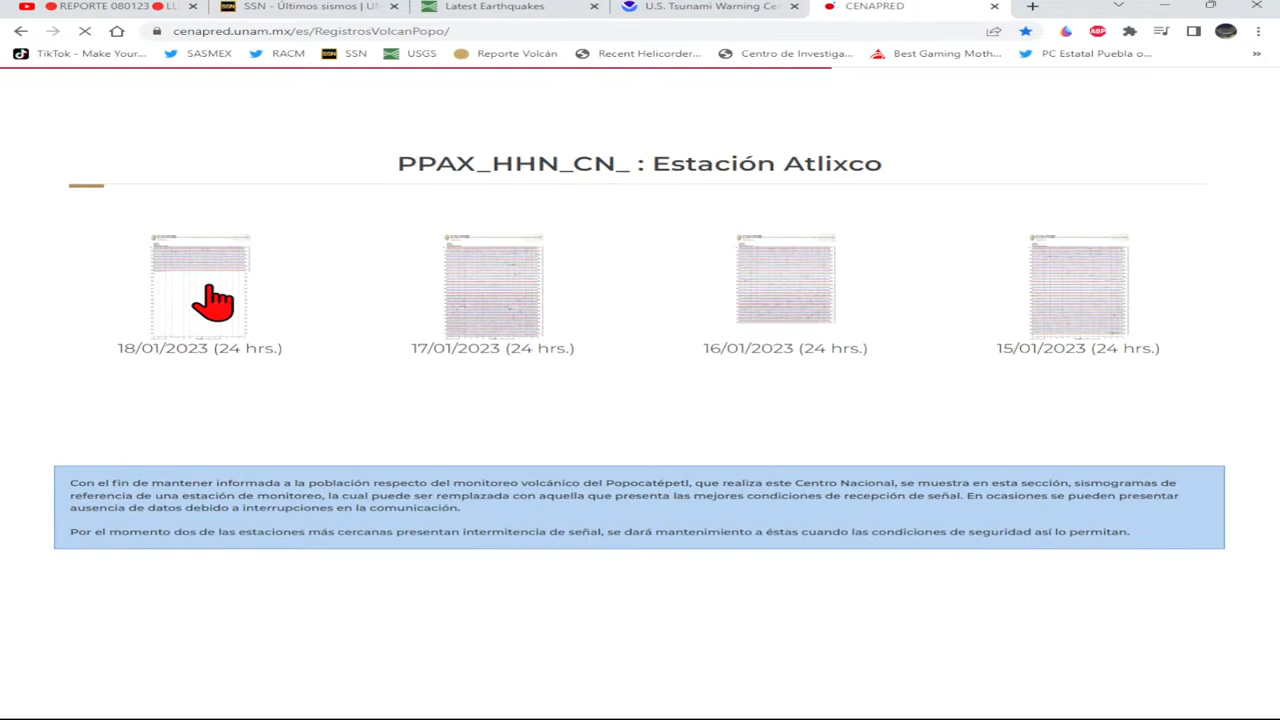 REPORTE 080123
SSN - Últimos sismos | U
Latest Earthquakes
U.S. Tsunami Warning Ce
CENAPRED
cenapred.unam.mx/es/RegistrosVolcanPopo/
TikTok - Make Your...
SASMEX
RACM
SSN
SSN
USGS
Reporte Volcán
Recent Helicorder...
Centro de Investiga...
Best Gaming Moth...
PC Estatal Puebla o...
»
PPAX_HHN_CN_ : Estación Atlixco
18/01/2023 (24 hrs.)
17/01/2023 (24 hrs.)
16/01/2023 (24 hrs.)
15/01/2023 (24 hrs.)
Con el fin de mantener informada a la población respecto del monitoreo volcánico del Popocatépetl, que realiza este Centro Nacional, se muestra en esta sección, sismogramas de
referencia de una estación de monitoreo, la cual puede ser remplazada con aquella que presenta las mejores condiciones de recepción de señal. En ocasiones se pueden presentar
ausencia de datos debido a interrupciones en la comunicación.
Por el momento dos de las estaciones más cercanas presentan intermitencia de señal, se dará mantenimiento a éstas cuando las condiciones de seguridad así lo permitan.